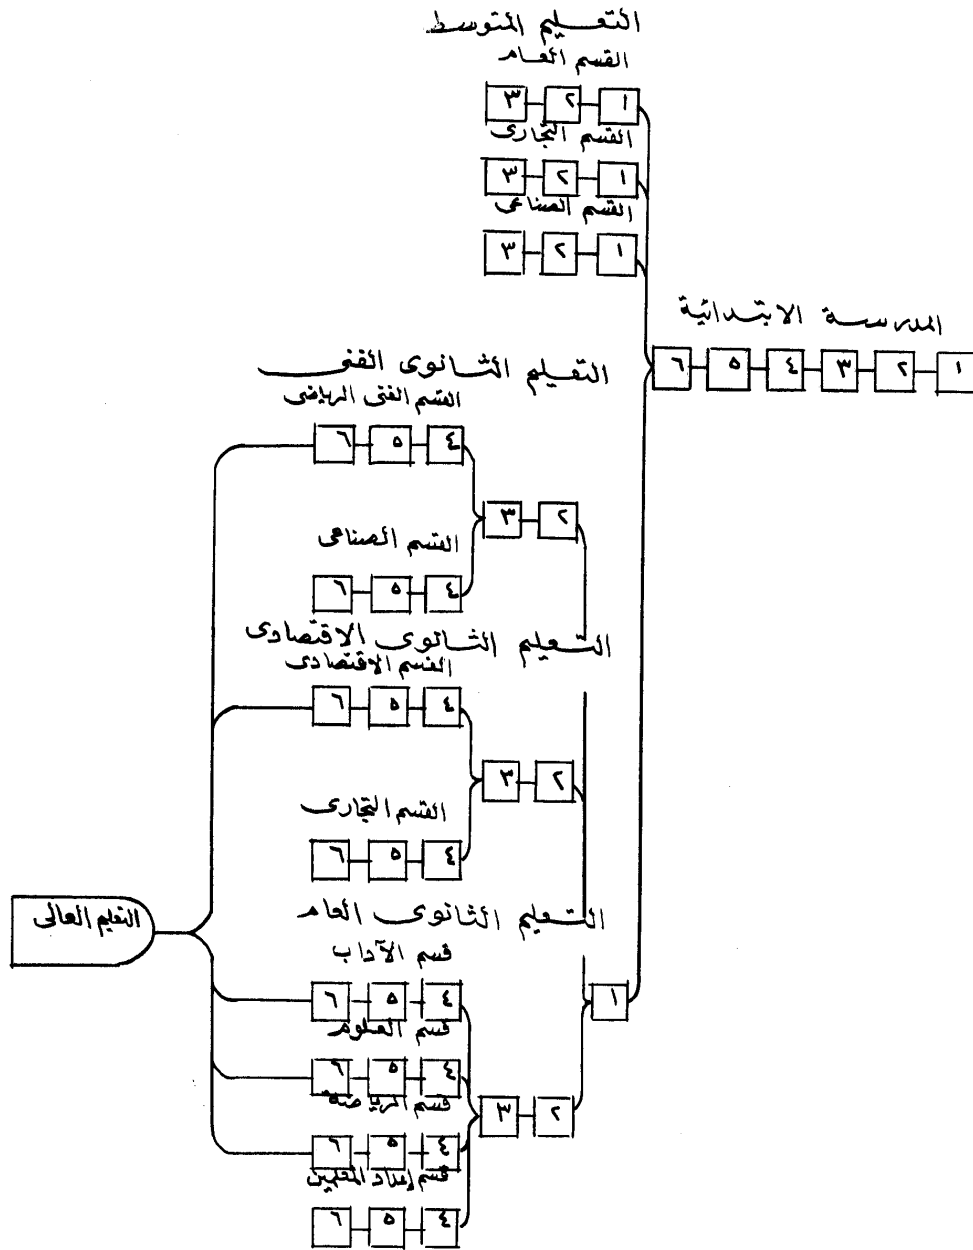 التعليم المتوسط
القسم العام
١ ٢ ٣
القسم التجارى
١ ٢ ٣
القسم الصناعى
١ ٢ ٣
المدرسة الابتدائية
١ ٢ ٣ ٤ ٥ ٦
التعليم الثانوى الفنى
القسم الفنى الرياضى
٤ ٥ ٦
٢ ٣
القسم الصناعى
٤ ٥ ٦
التعليم الثانوى الاقتصادى
القسم الاقتصادى
٤ ٥ ٦
٢ ٣
القسم التجارى
٤ ٥ ٦
التعليم الثانوى العام
التعليم العالى
قسم الآداب
١
٤ ٥ ٦
قسم العلوم
٤ ٥ ٦
قسم الرياضة
٢ ٣
٤ ٥ ٦
قسم إعداد المعلمين
٤ ٥ ٦